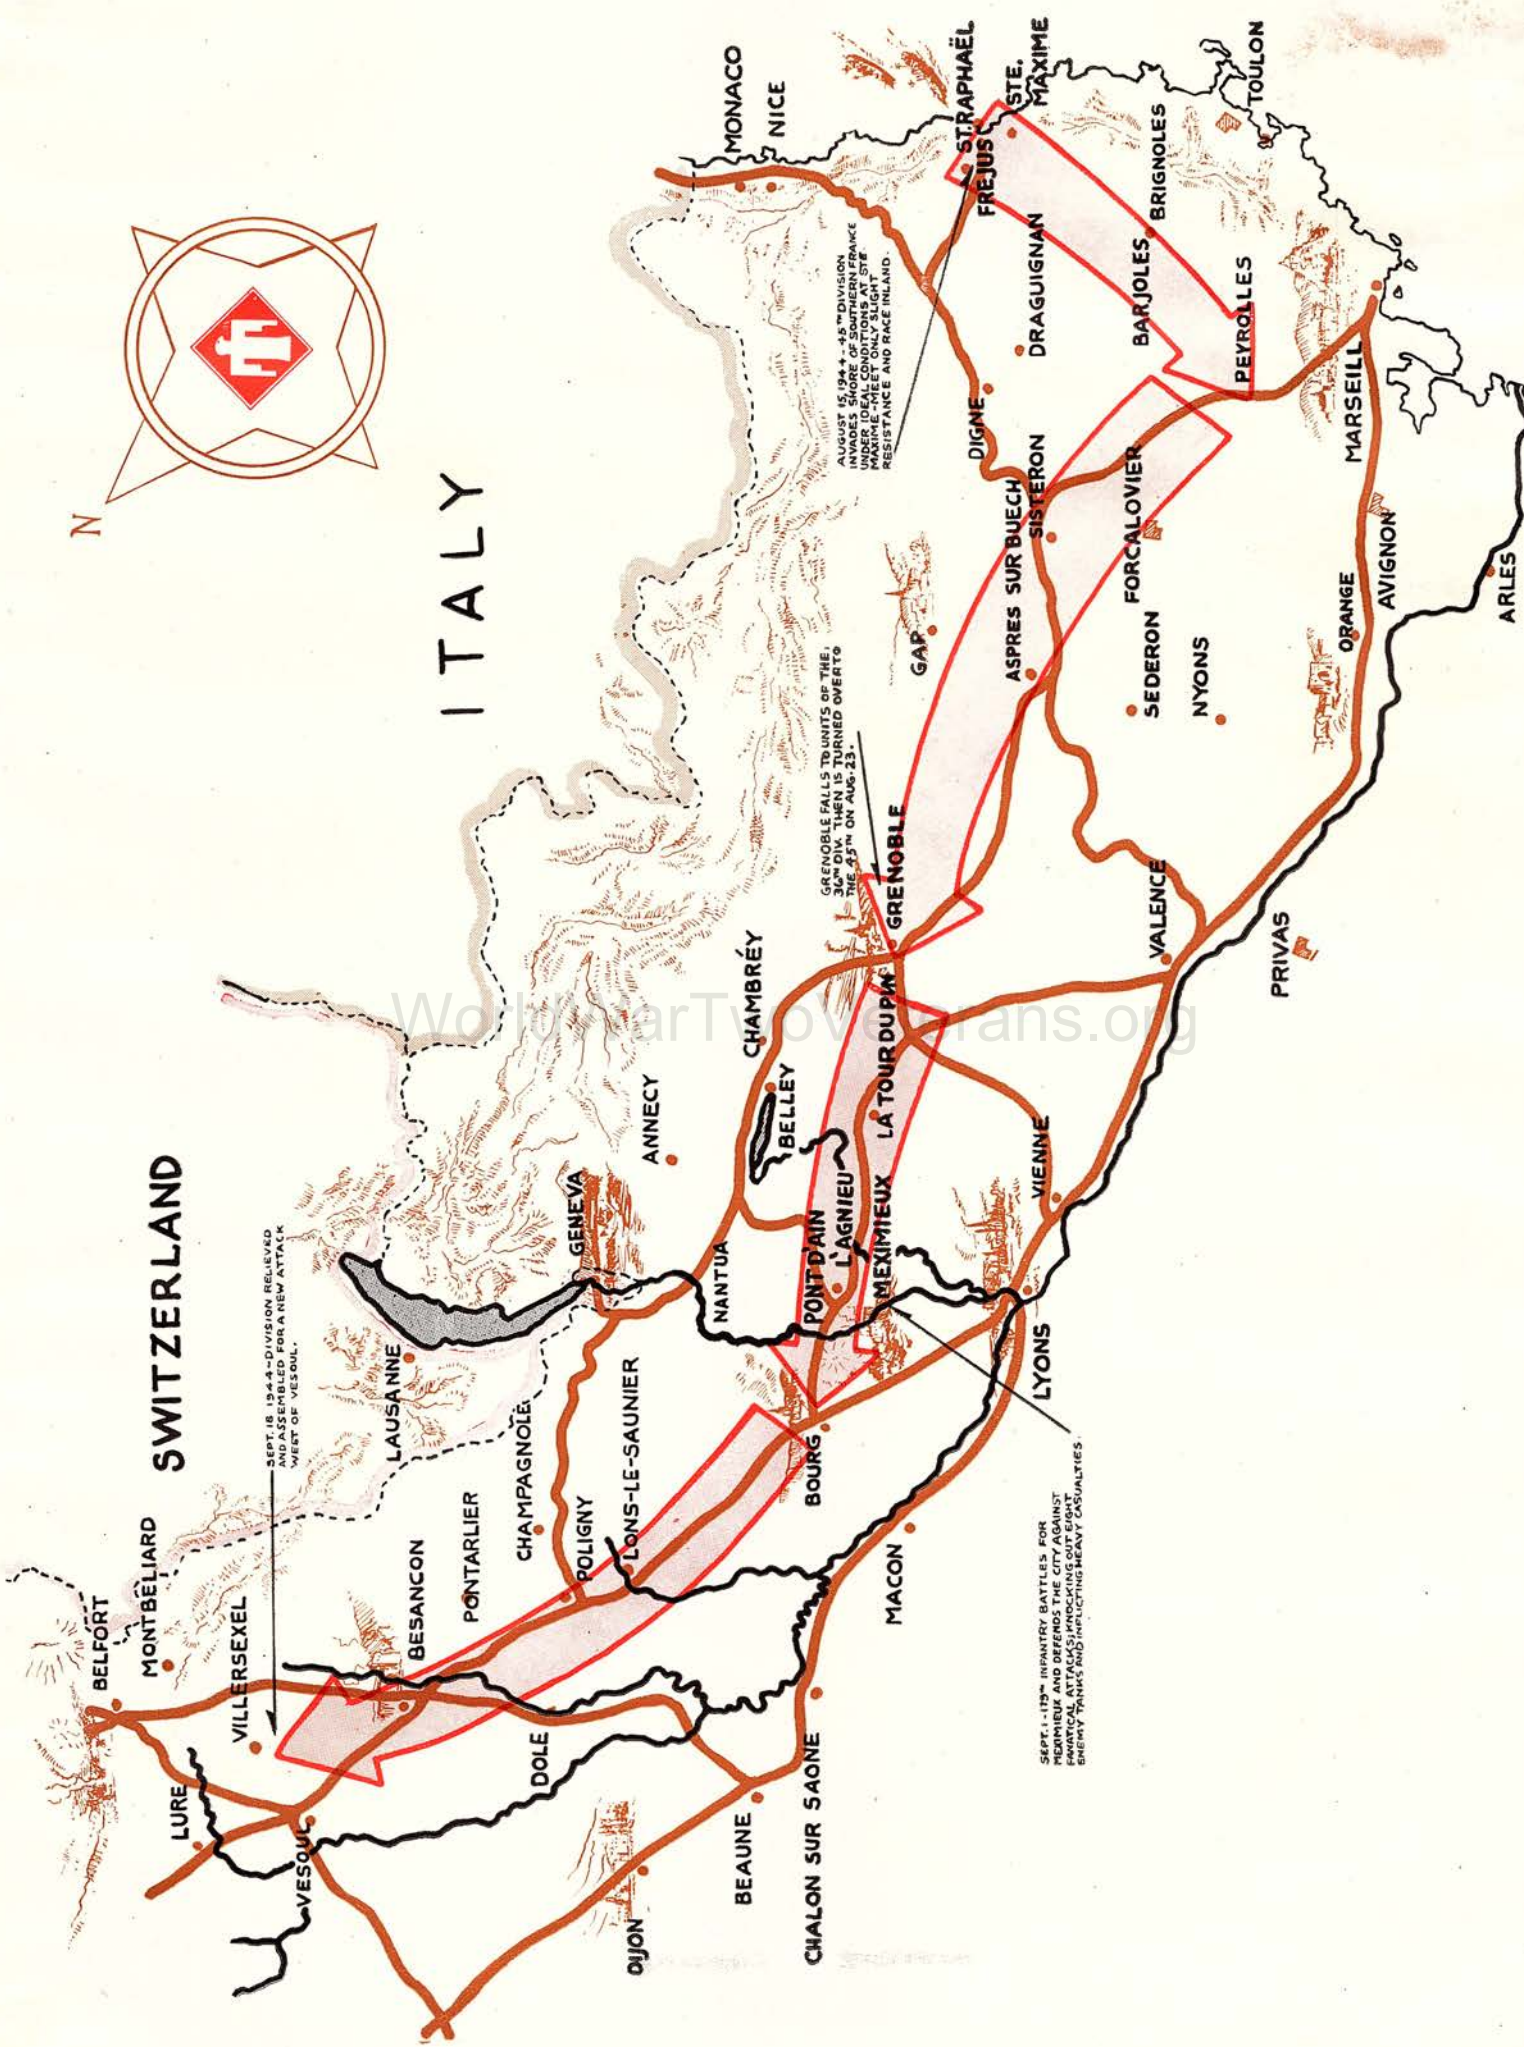 N
ITALY
SWITZERLAND
MONACO
NICE
ST.RAPHAËL
FREJUS
STE.
MAXIME
TOULON
BRIGNOLES
BARJOLES
DRAGUIGNAN
PEYROLLES
MARSEILL
AUGUST 15, 1944 - 45TH DIVISION
INVADES SHORE OF SOUTHERN FRANCE
UNDER IDEAL CONDITIONS AT STE
MAXIME - MEET ONLY SLIGHT
RESISTANCE AND RACE INLAND.
DIGNE
SISTERON
ASPRES SUR BUECH
FORCALOVIER
GAP
SEDERON
NYONS
ORANGE
AVIGNON
ARLES
GRENOBLE FALLS TO UNITS OF THE
36TH DIV. THEN IS TURNED OVER TO
THE 45TH ON AUG. 23.
GRENOBLE
VALENCE
PRIVAS
CHAMBRÉY
LA TOUR DU PIN
BELLEY
ANNECY
VIENNE
GENEVA
NANTUA
PONT D'AIN
L'AGNIEU
MEXIMIEUX
LYONS
LAUSANNE
SEPT. 18 1944 - DIVISION RELIEVED
AND ASSEMBLED FOR A NEW ATTACK
WEST OF VESOUL.
CHAMPAGNOLE
LONS-LE-SAUNIER
BOURG
POLIGNY
PONTARLIER
BESANCON
MACON
SEPT. 1 - 179TH INFANTRY BATTLES FOR
MEXIMIEUX AND DEFENDS THE CITY AGAINST
FANATICAL ATTACKS, KNOCKING OUT EIGHT
ENEMY TANKS AND INFLICTING HEAVY CASUALTIES.
BELFORT
MONTBELIARD
VILLERSEXEL
LURE
VESOUL
DOLE
BEAUNE
CHALON SUR SAONE
DIJON
WorldWarTwoVeterans.org